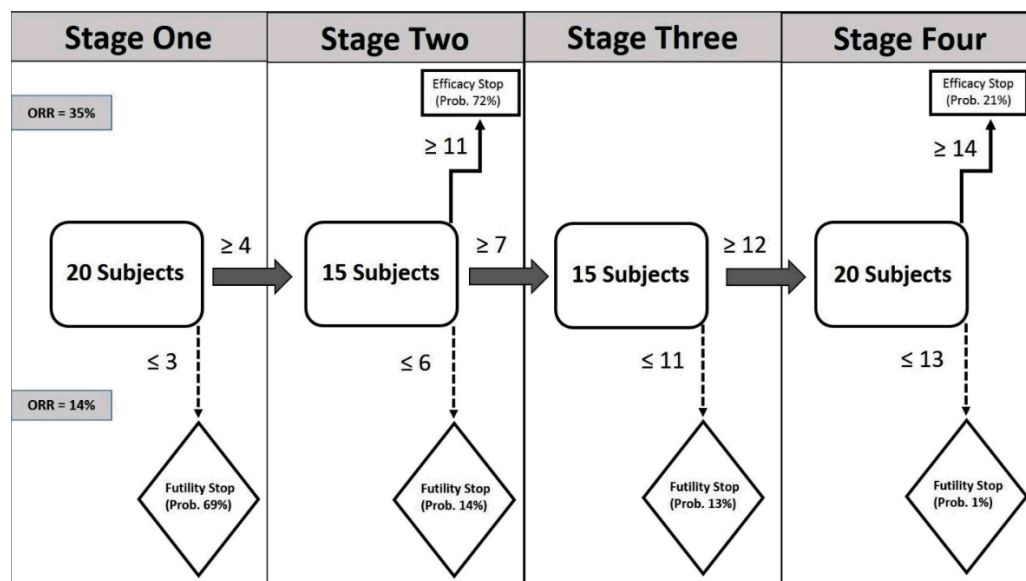 Stage One
Stage Two
Stage Three
Stage Four
ORR = 35%
Efficacy Stop
(Prob. 72%)
Efficacy Stop
(Prob. 21%)
≥ 11
≥ 14
20 Subjects
≥ 4
15 Subjects
≥ 7
15 Subjects
≥ 12
20 Subjects
≤ 3
≤ 6
≤ 11
≤ 13
ORR = 14%
Futility Stop
(Prob. 69%)
Futility Stop
(Prob. 14%)
Futility Stop
(Prob. 13%)
Futility Stop
(Prob. 1%)